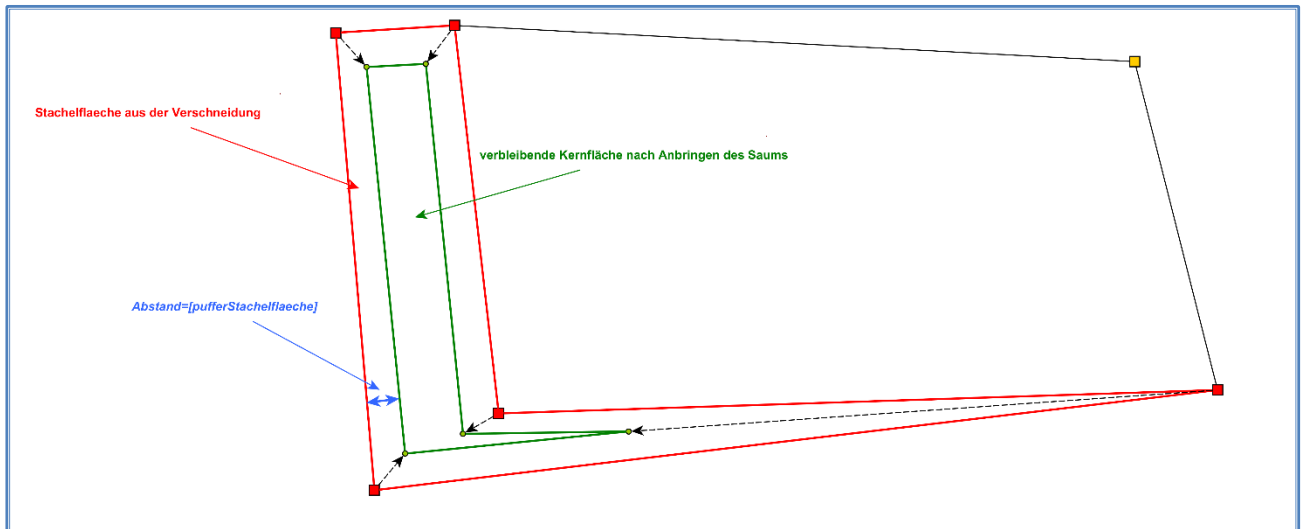 Stachelflaeche aus der Verschneidung
verbleibende Kernfläche nach Anbringen des Saums
Abstand=[pufferStachelflaeche]